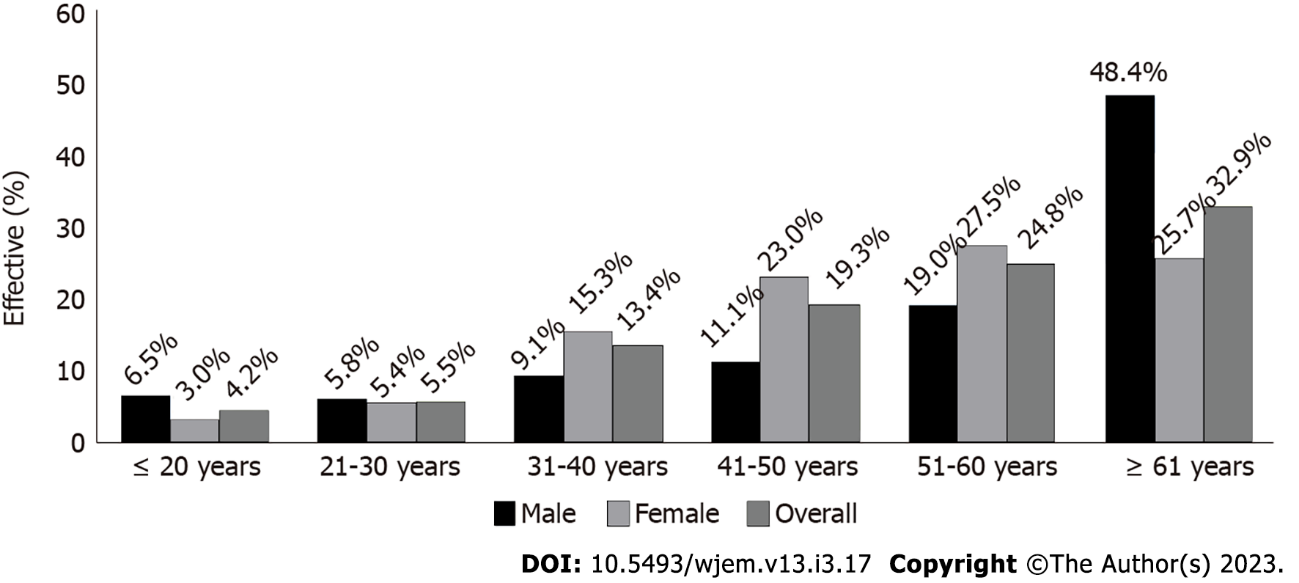 60
50
40
30
20
10
0
Effective (%)
6.5% 3.0% 4.2%
5.8% 5.4% 5.5%
9.1% 15.3% 13.4%
11.1% 23.0% 19.3%
19.0% 27.5% 24.8%
48.4% 25.7% 32.9%
≤ 20 years 21-30 years 31-40 years 41-50 years 51-60 years ≥ 61 years
Male Female Overall
DOI: 10.5493/wjem.v13.i3.17 Copyright ©The Author(s) 2023.